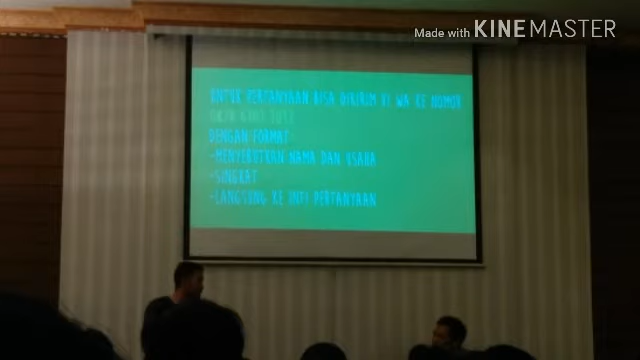 Made with KINEMASTER
UNTUK PERTANYAAN BISA DIKIRIM VI WA KE NOMOR
DENGAN FORMAT
-MENYEBUTKAN NAMA DAN USAHA
-SINGKAT
-LANGSUNG KE INTI PERTANYAAN